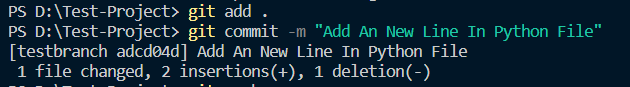 PS D:\Test-Project> git add .
PS D:\Test-Project> git commit -m "Add An New Line In Python File"
[testbranch adcd04d] Add An New Line In Python File
 1 file changed, 2 insertions(+), 1 deletion(-)